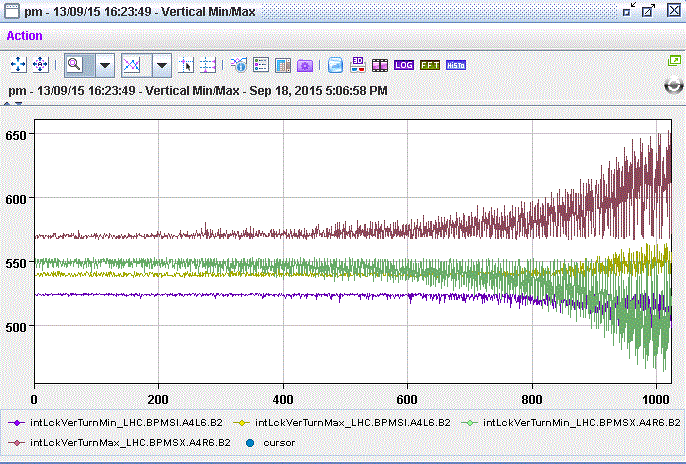 pm - 13/09/15 16:23:49 - Vertical Min/Max
Action
3D LOG FFT HISTO
pm - 13/09/15 16:23:49 - Vertical Min/Max - Sep 18, 2015 5:06:58 PM
650
600
550
500
0 200 400 600 800 1000
intLckVerTurnMin_LHC.BPMSI.A4L6.B2 intLckVerTurnMax_LHC.BPMSI.A4L6.B2 intLckVerTurnMin_LHC.BPMSX.A4R6.B2
intLckVerTurnMax_LHC.BPMSX.A4R6.B2 cursor